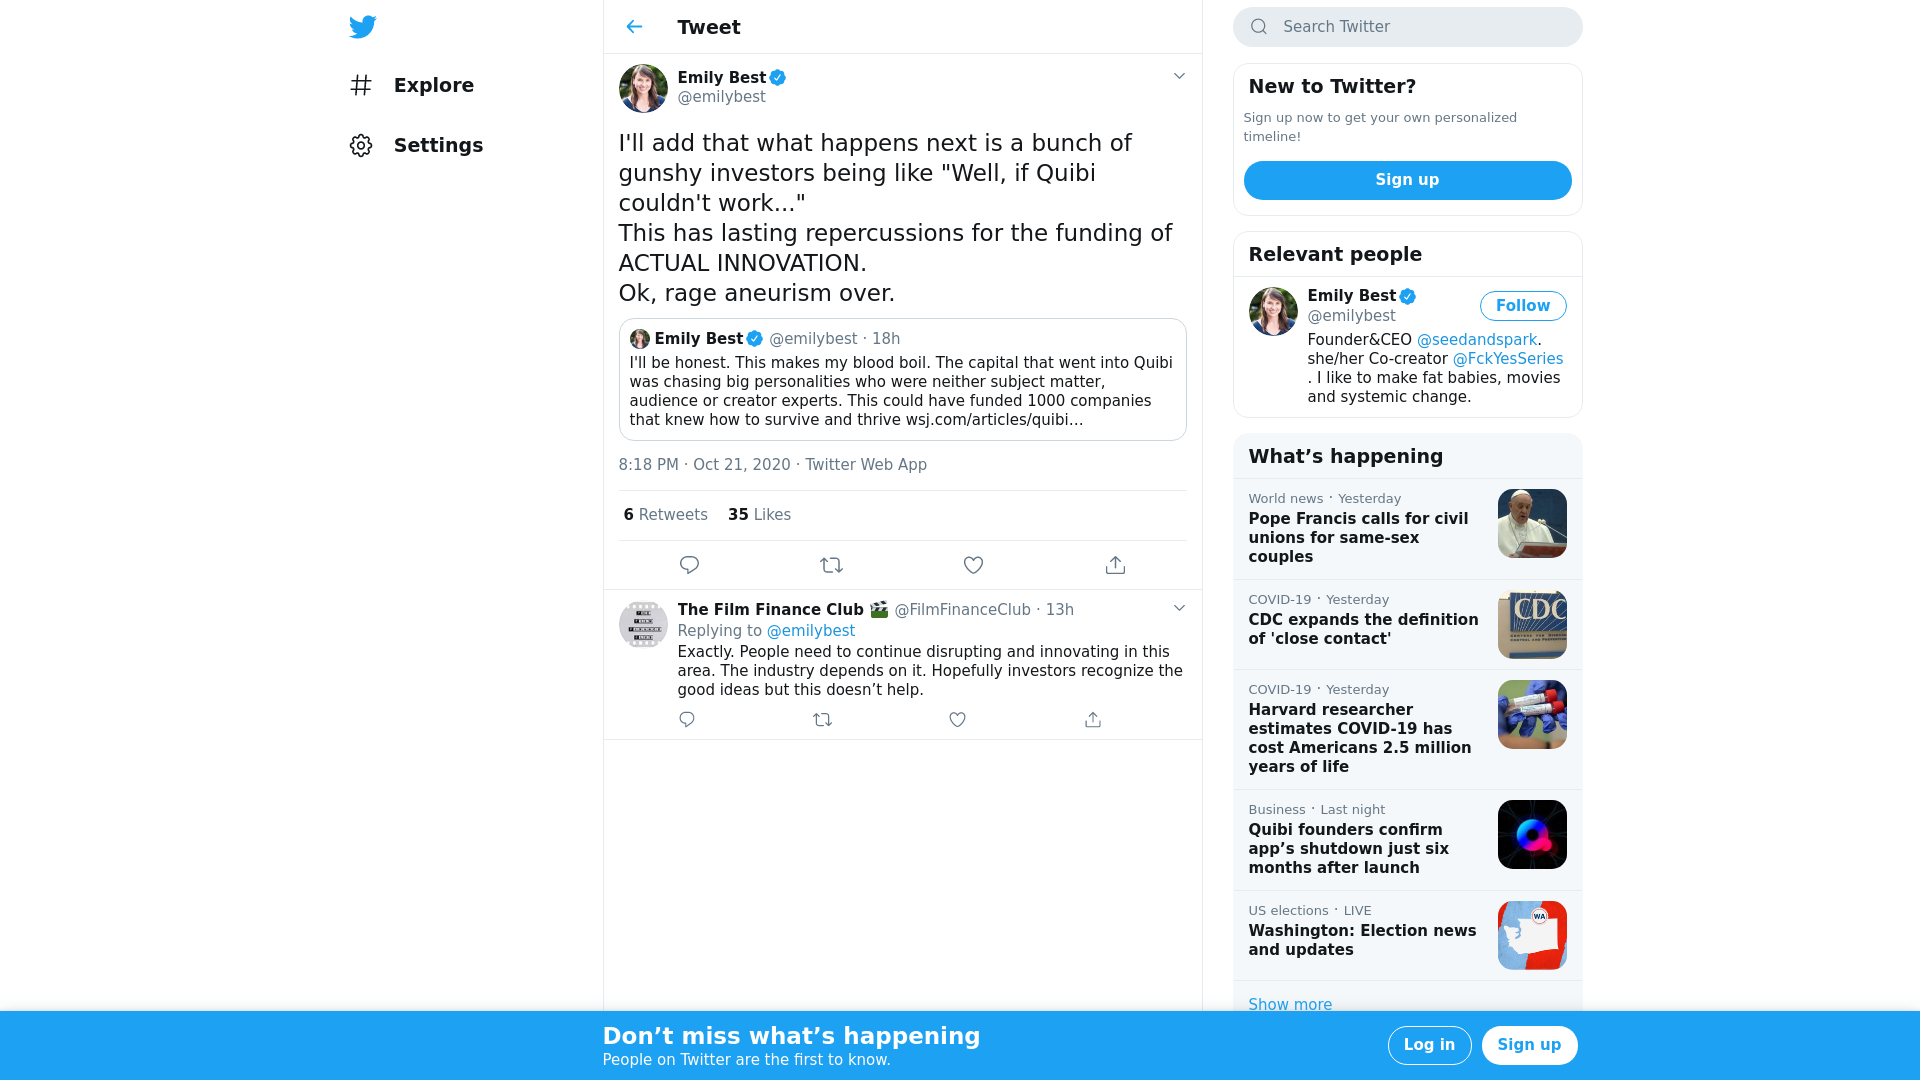 Explore
Settings
Tweet
Emily Best
@emilybest
I'll add that what happens next is a bunch of
gunshy investors being like "Well, if Quibi
couldn't work..."
This has lasting repercussions for the funding of
ACTUAL INNOVATION.
Ok, rage aneurism over.
Emily Best @emilybest · 18h
I'll be honest. This makes my blood boil. The capital that went into Quibi
was chasing big personalities who were neither subject matter,
audience or creator experts. This could have funded 1000 companies
that knew how to survive and thrive wsj.com/articles/quibi…
8:18 PM · Oct 21, 2020 · Twitter Web App
6 Retweets 35 Likes
The Film Finance Club 🎬 @FilmFinanceClub · 13h
Replying to @emilybest
Exactly. People need to continue disrupting and innovating in this
area. The industry depends on it. Hopefully investors recognize the
good ideas but this doesn’t help.
Search Twitter
New to Twitter?
Sign up now to get your own personalized
timeline!
Sign up
Relevant people
Emily Best
@emilybest
Follow
Founder&CEO @seedandspark.
she/her Co-creator @FckYesSeries
. I like to make fat babies, movies
and systemic change.
What’s happening
World news · Yesterday
Pope Francis calls for civil
unions for same-sex
couples
COVID-19 · Yesterday
CDC expands the definition
of 'close contact'
CDC
COVID-19 · Yesterday
Harvard researcher
estimates COVID-19 has
cost Americans 2.5 million
years of life
Business · Last night
Quibi founders confirm
app’s shutdown just six
months after launch
US elections · LIVE
Washington: Election news
and updates
WA
Show more
Don’t miss what’s happening
People on Twitter are the first to know.
Log in
Sign up